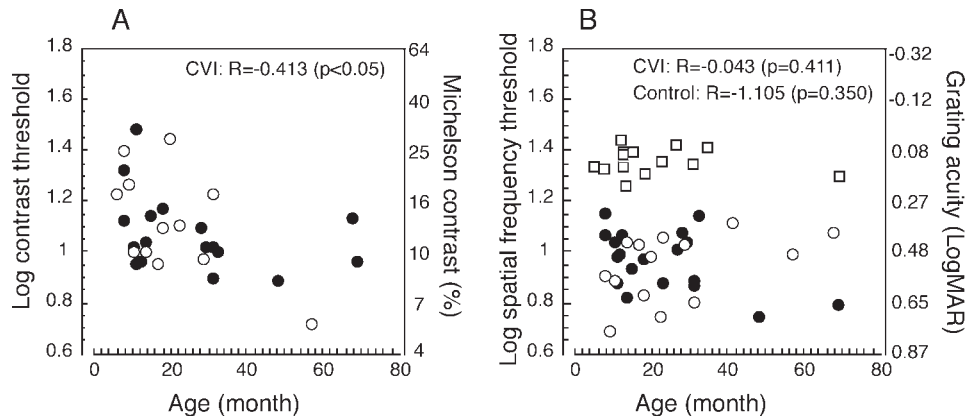 A
Log contrast threshold
1.8
1.6
1.4
1.2
1
0.8
0.6
CVI: R=-0.413 (p<0.05)
64
40
25
16
10
7
4
Michelson contrast (%)
0 20 40 60 80
Age (month)
B
Log spatial frequency threshold
1.8
1.6
1.4
1.2
1
0.8
0.6
CVI: R=-0.043 (p=0.411)
Control: R=-1.105 (p=0.350)
-0.32
-0.12
0.08
0.27
0.48
0.65
0.87
Grating acuity (LogMAR)
0 20 40 60 80
Age (month)